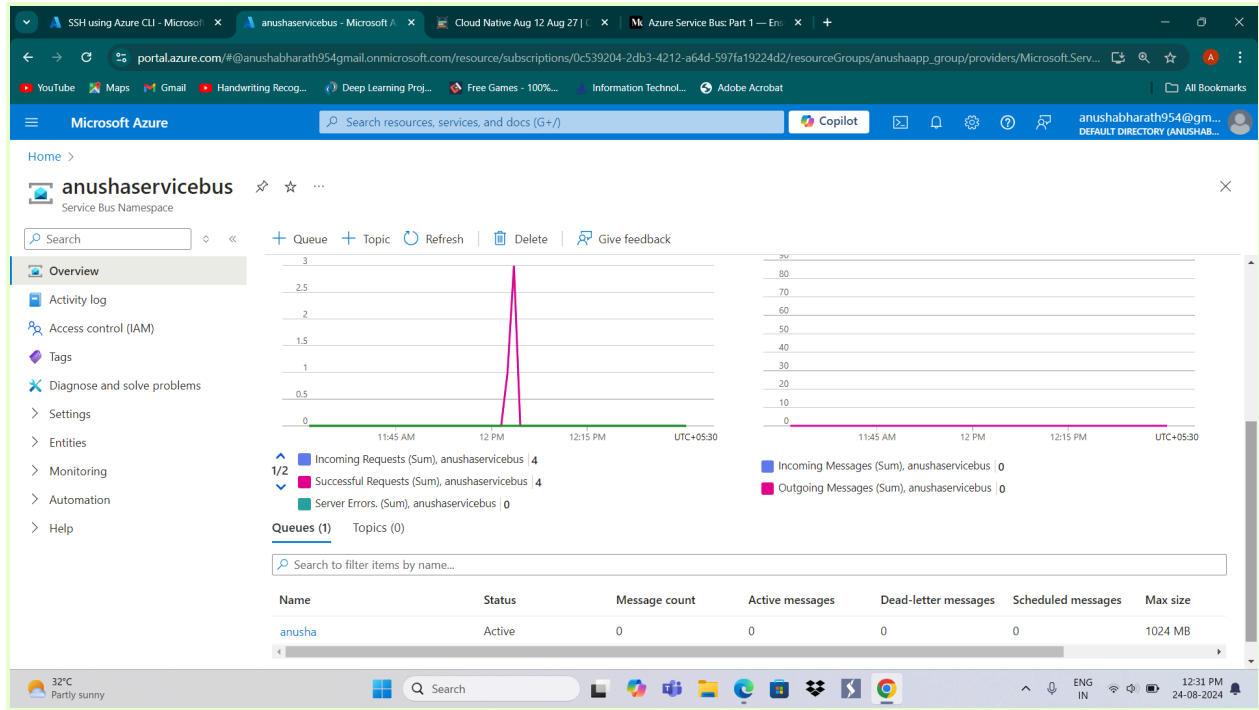 SSH using Azure CLI - Microsoft
anushaservicebus - Microsoft A
Cloud Native Aug 12 Aug 27 | C
Azure Service Bus: Part 1 — Ens
portal.azure.com/#@anushabharath954gmail.onmicrosoft.com/resource/subscriptions/0c539204-2db3-4212-a64d-597fa19224d2/resourceGroups/anushaapp_group/providers/Microsoft.Serv...
A
YouTube Maps Gmail Handwriting Recog... Deep Learning Proj... Free Games - 100%... Information Technol... Adobe Acrobat All Bookmarks
Microsoft Azure
Search resources, services, and docs (G+/)
Copilot
anushabharath954@gm...
DEFAULT DIRECTORY (ANUSHAB...
Home >
anushaservicebus
Service Bus Namespace
Search
Queue Topic Refresh Delete Give feedback
Overview
Activity log
Access control (IAM)
Tags
Diagnose and solve problems
Settings
Entities
Monitoring
Automation
Help
3
2.5
2
1.5
1
0.5
0
11:45 AM 12 PM 12:15 PM UTC+05:30
1/2
Incoming Requests (Sum), anushaservicebus 4
Successful Requests (Sum), anushaservicebus 4
Server Errors. (Sum), anushaservicebus 0
90
80
70
60
50
40
30
20
10
0
11:45 AM 12 PM 12:15 PM UTC+05:30
Incoming Messages (Sum), anushaservicebus 0
Outgoing Messages (Sum), anushaservicebus 0
Queues (1) Topics (0)
Search to filter items by name...
Name Status Message count Active messages Dead-letter messages Scheduled messages Max size
anusha Active 0 0 0 0 1024 MB
32°C
Partly sunny
Search
ENG
IN
12:31 PM
24-08-2024